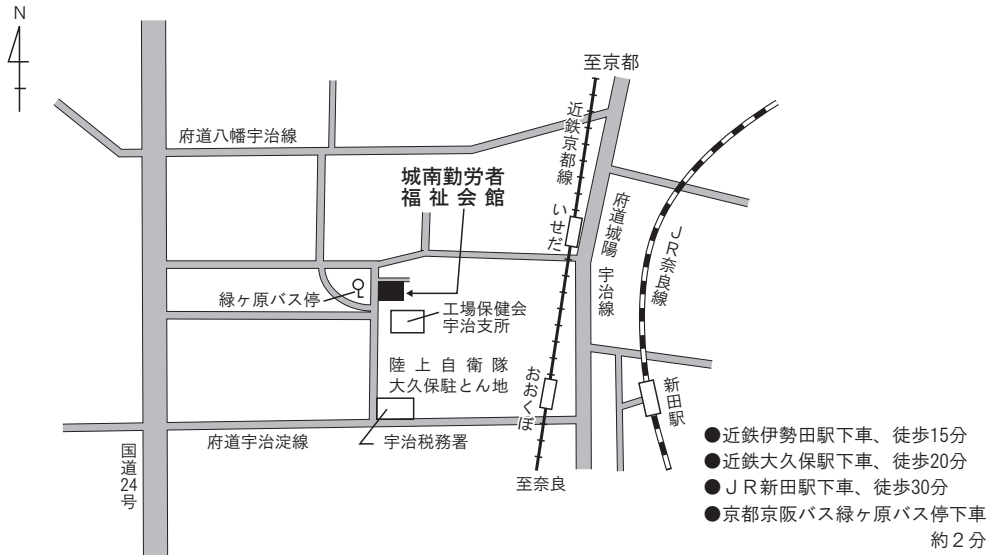 N
至京都
近鉄京都線
府道八幡宇治線
城南勤労者
福祉会館
いせだ
府道城陽
宇治線
JR奈良線
緑ヶ原バス停
工場保健会
宇治支所
陸上自衛隊
大久保駐とん地
おおくぼ
新田駅
府道宇治淀線
宇治税務署
国道24号
至奈良
●近鉄伊勢田駅下車、徒歩15分
●近鉄大久保駅下車、徒歩20分
●JR新田駅下車、徒歩30分
●京都京阪バス緑ヶ原バス停下車
約2分